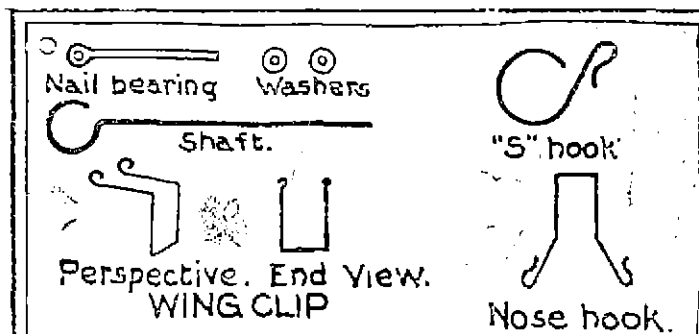 Nail bearing
Washers
Shaft.
"S" hook
Perspective. End View.
WING CLIP
Nose hook.